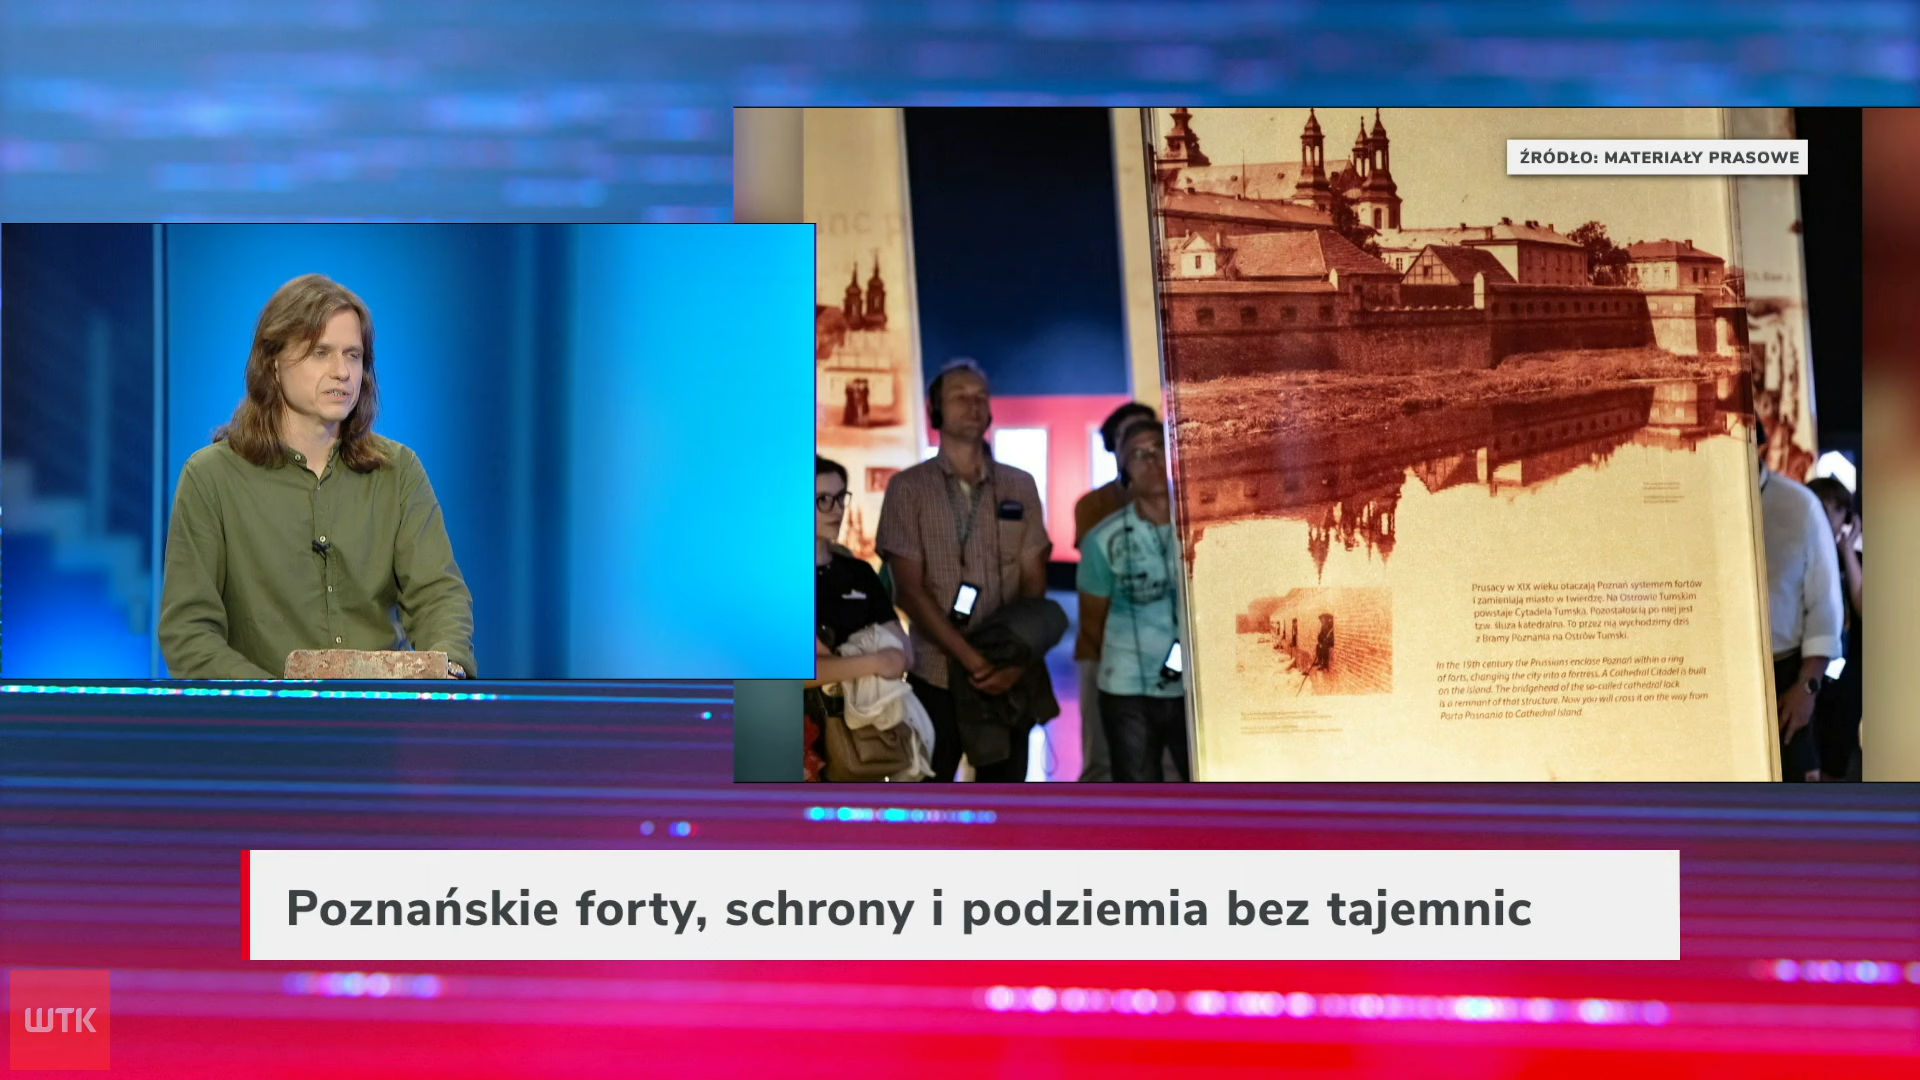 ŹRÓDŁO: MATERIAŁY PRASOWE
Prusacy w XIX wieku otaczają Poznań systemem fortów
i zamieniają miasto w twierdzę. Na Ostrowie Tumskim
powstaje Cytadela Tumska. Pozostałością po niej jest
tzw. śluza katedralna. To przez nią wychodzimy dziś
z Bramy Poznania na Ostrów Tumski.
In the 19th century the Prussians enclose Poznań within a ring
of forts, changing the city into a fortress. A Cathedral Citadel is built
on the island. The bridgehead of the so-called cathedral lock
is a remnant of that structure. Now you will cross it on the way from
Porta Posnania to Cathedral Island.
Poznańskie forty, schrony i podziemia bez tajemnic
WTK